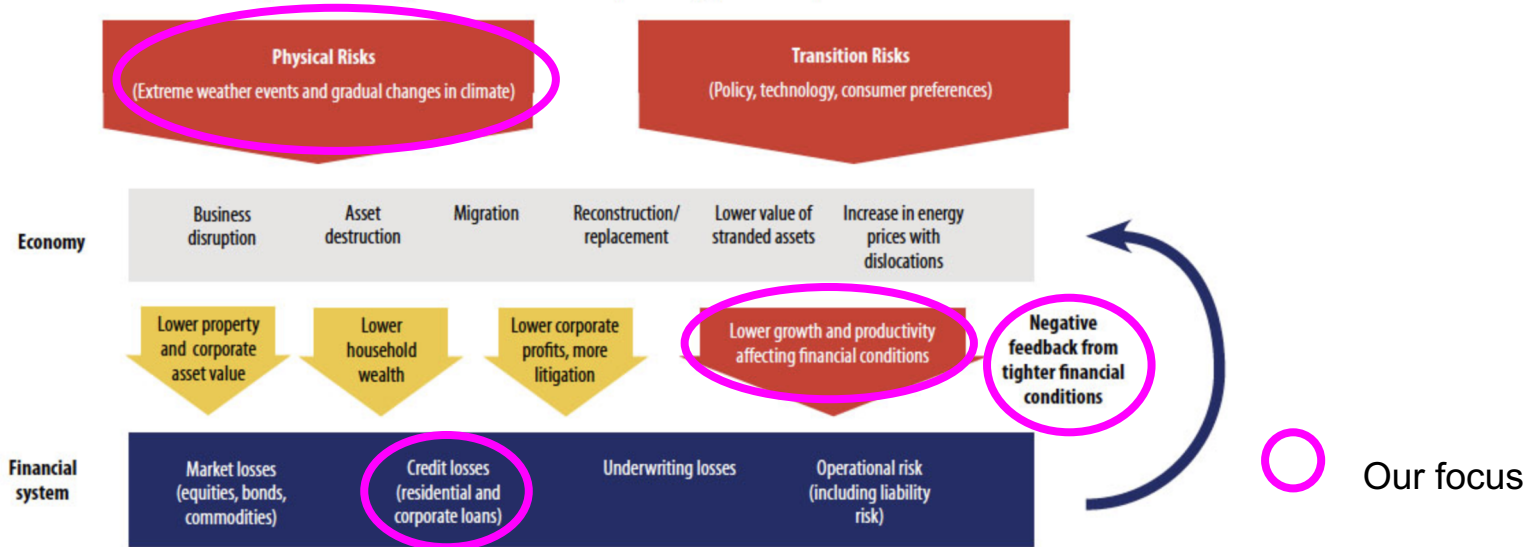 Physical Risks
(Extreme weather events and gradual changes in climate)
Transition Risks
(Policy, technology, consumer preferences)
Economy
Business
disruption
Asset
destruction
Migration
Reconstruction/
replacement
Lower value of
stranded assets
Increase in energy
prices with
dislocations
Lower property
and corporate
asset value
Lower
household
wealth
Lower corporate
profits, more
litigation
Lower growth and productivity
affecting financial conditions
Negative
feedback from
tighter financial
conditions
Financial
system
Market losses
(equities, bonds,
commodities)
Credit losses
(residential and
corporate loans)
Underwriting losses
Operational risk
(including liability
risk)
Our focus